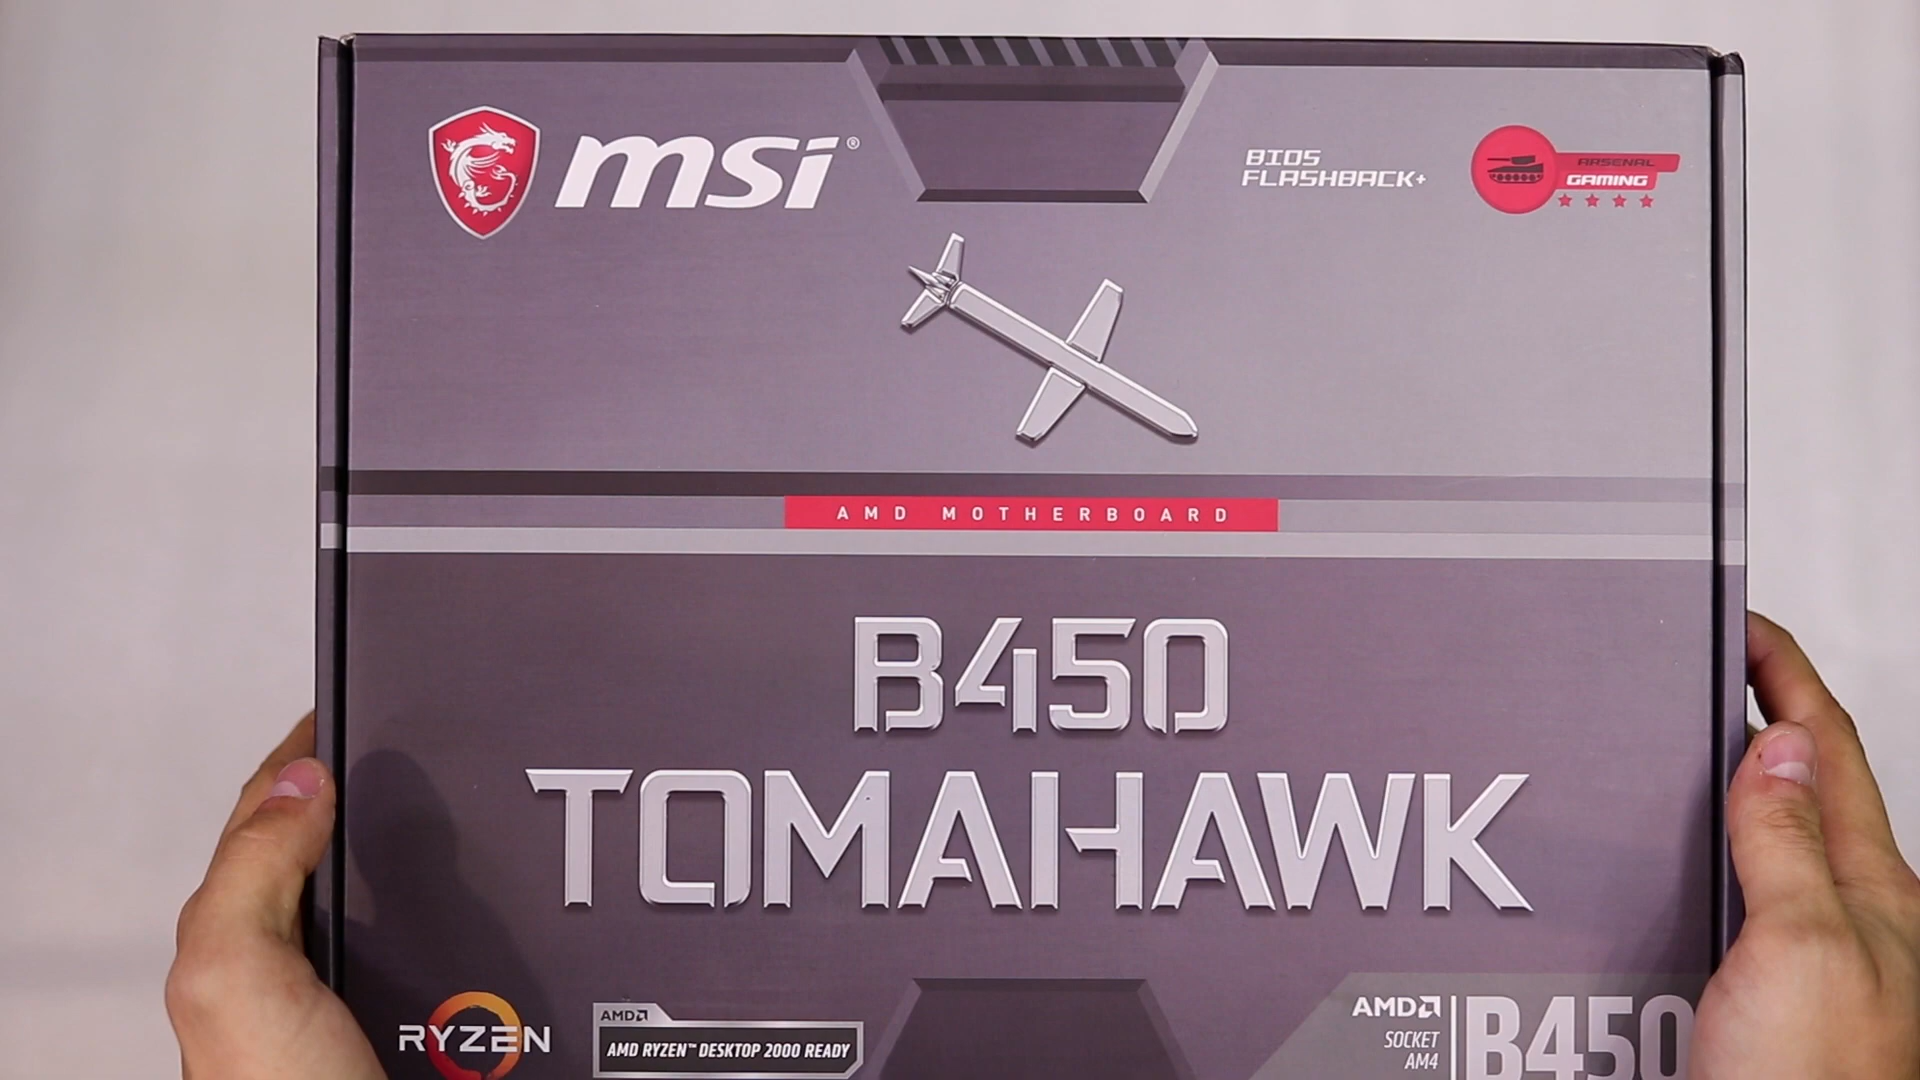 msi®
BIOS
FLASHBACK+
ARSENAL
GAMING
AMD MOTHERBOARD
B450
TOMAHAWK
RYZEN
AMD
AMD RYZEN™ DESKTOP 2000 READY
AMD
SOCKET
AM4
B450